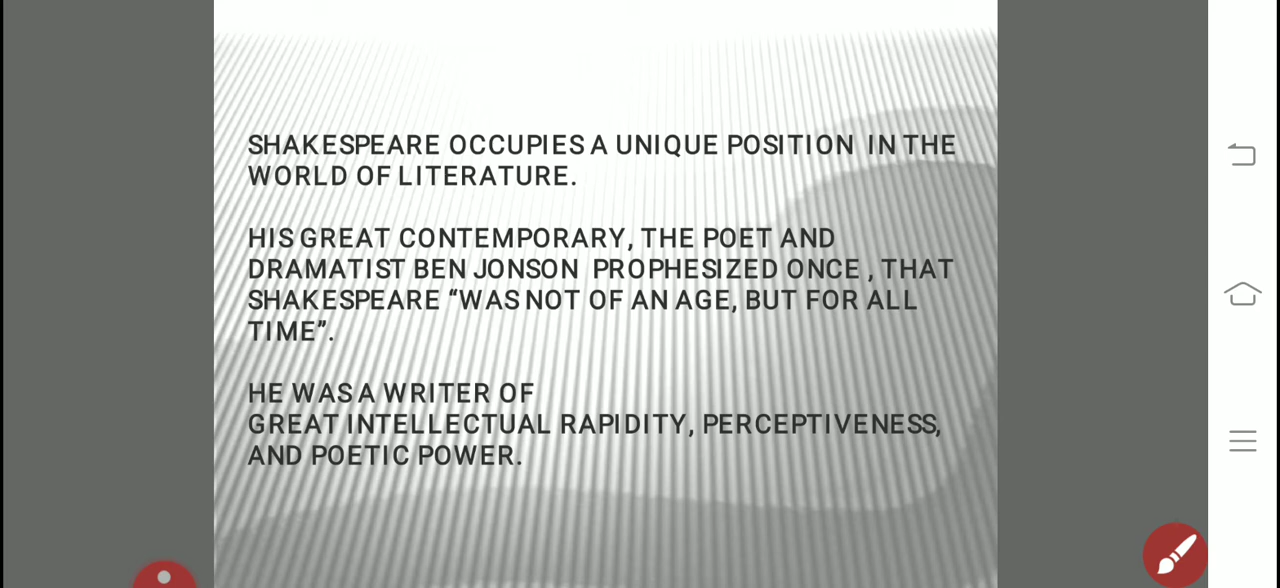 SHAKESPEARE OCCUPIES A UNIQUE POSITION IN THE
WORLD OF LITERATURE.
HIS GREAT CONTEMPORARY, THE POET AND
DRAMATIST BEN JONSON PROPHESIZED ONCE , THAT
SHAKESPEARE “WAS NOT OF AN AGE, BUT FOR ALL
TIME”.
HE WAS A WRITER OF
GREAT INTELLECTUAL RAPIDITY, PERCEPTIVENESS,
AND POETIC POWER.